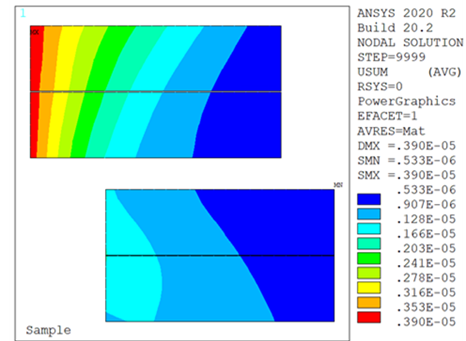 1
ANSYS 2020 R2
Build 20.2
NODAL SOLUTION
STEP=9999
USUM (AVG)
RSYS=0
PowerGraphics
EFACET=1
AVRES=Mat
DMX =.390E-05
SMN =.533E-06
SMX =.390E-05
.533E-06
.907E-06
.128E-05
.166E-05
.203E-05
.241E-05
.278E-05
.316E-05
.353E-05
.390E-05
MN
Sample